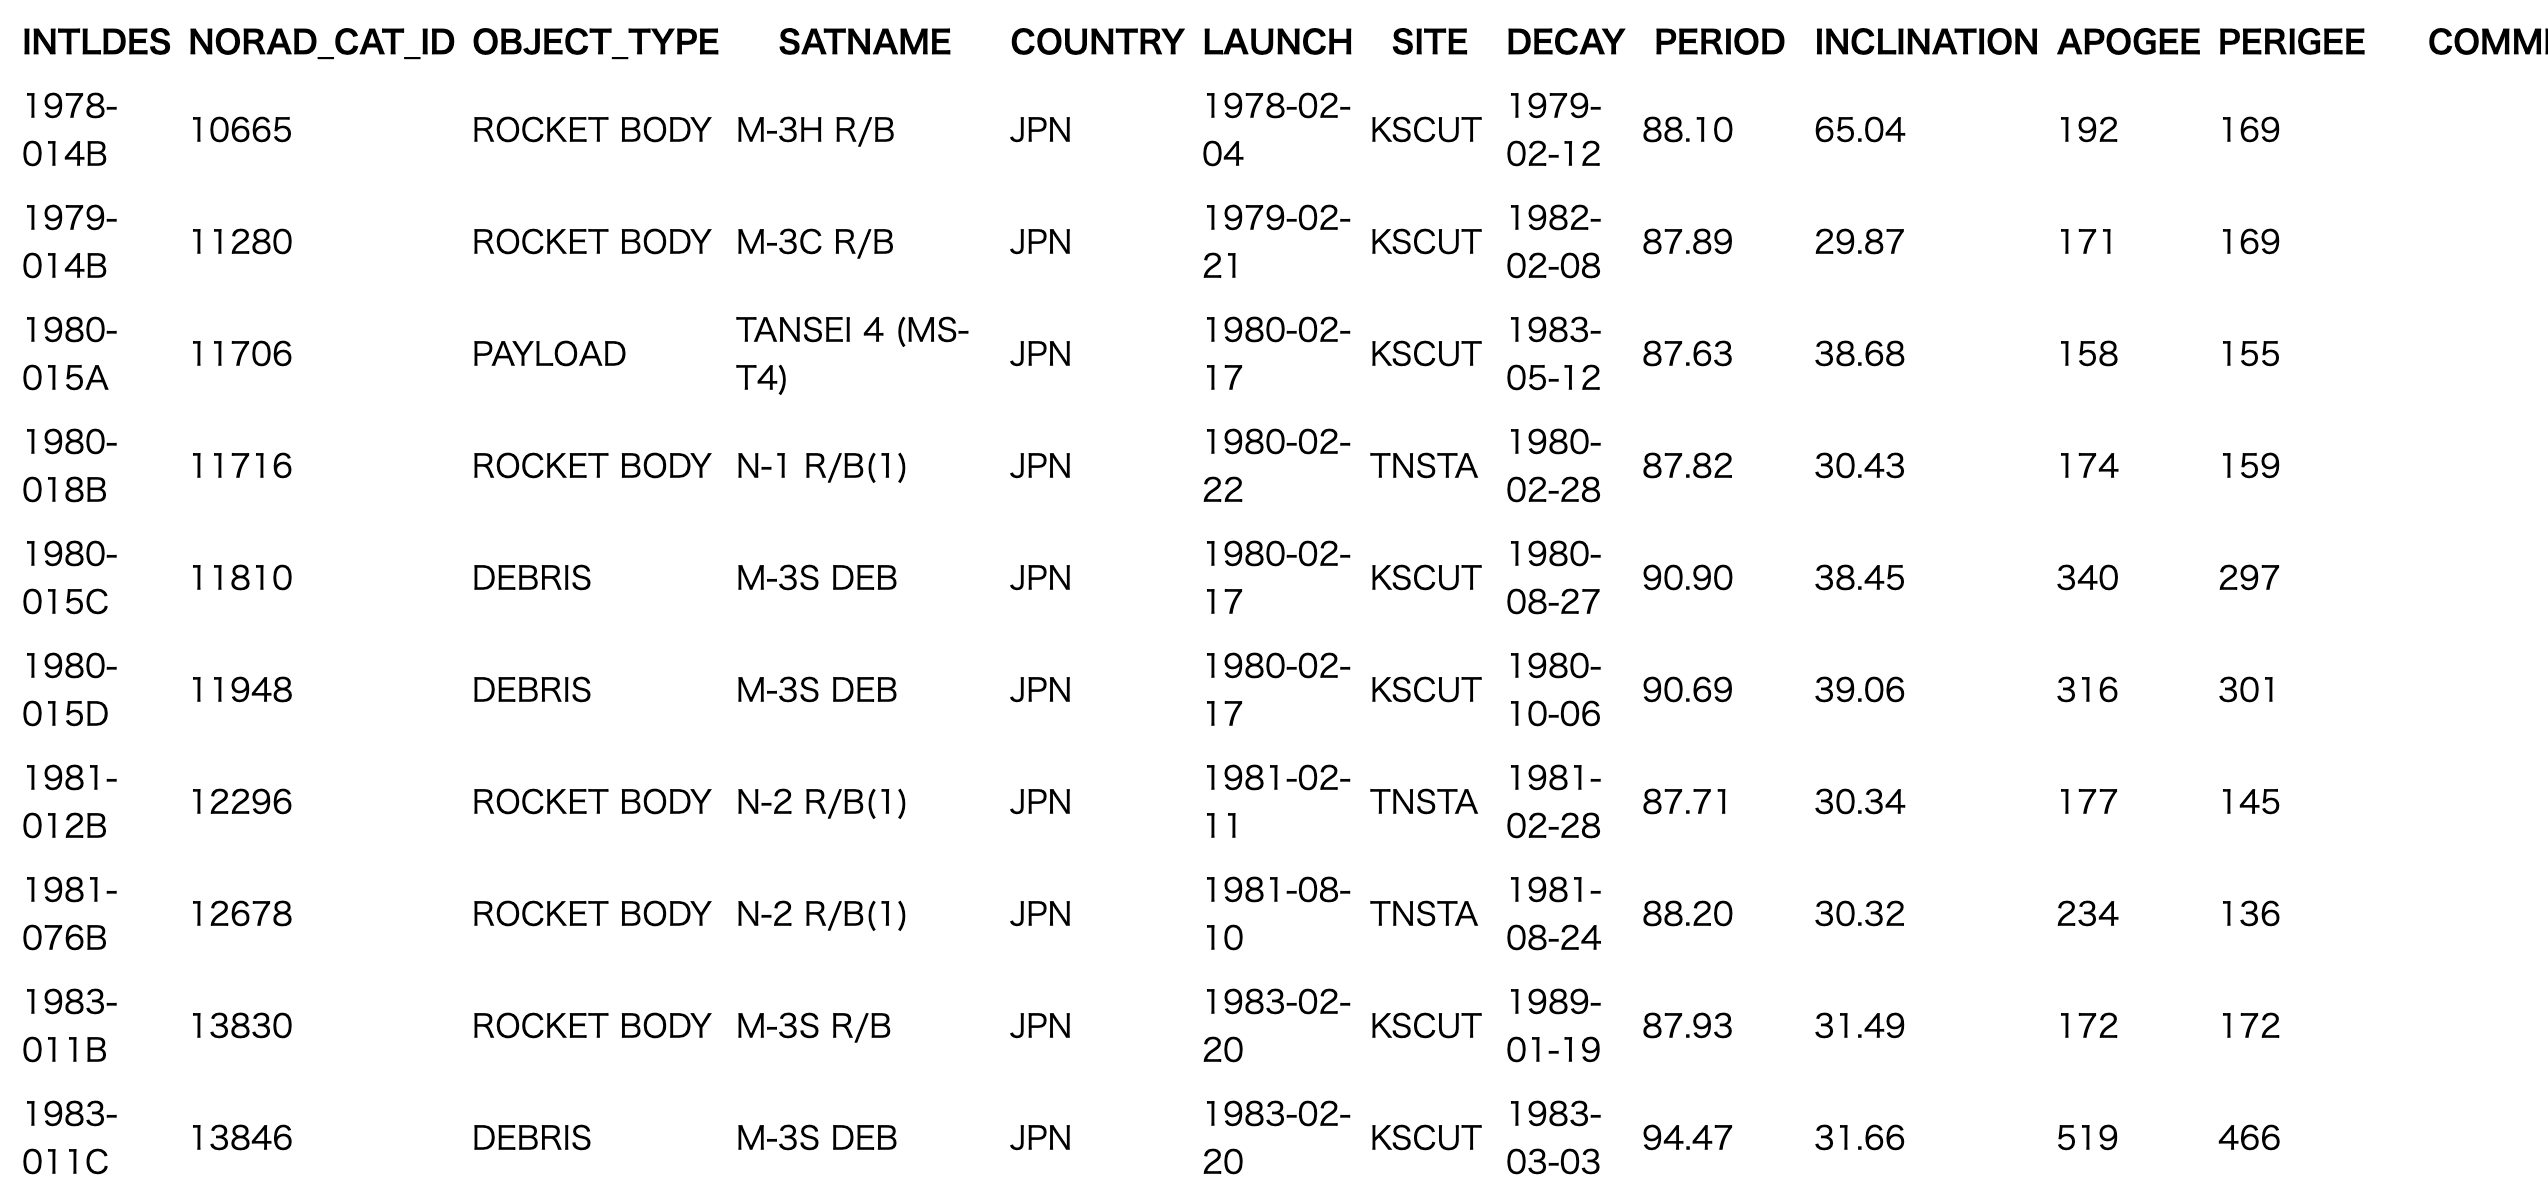 INTLDES NORAD_CAT_ID OBJECT_TYPE SATNAME COUNTRY LAUNCH SITE DECAY PERIOD INCLINATION APOGEE PERIGEE
1978-014B 10665 ROCKET BODY M-3H R/B JPN 1978-02-04 KSCUT 1979-02-12 88.10 65.04 192 169
1979-014B 11280 ROCKET BODY M-3C R/B JPN 1979-02-21 KSCUT 1982-02-08 87.89 29.87 171 169
1980-015A 11706 PAYLOAD TANSEI 4 (MS-T4) JPN 1980-02-17 KSCUT 1983-05-12 87.63 38.68 158 155
1980-018B 11716 ROCKET BODY N-1 R/B(1) JPN 1980-02-22 TNSTA 1980-02-28 87.82 30.43 174 159
1980-015C 11810 DEBRIS M-3S DEB JPN 1980-02-17 KSCUT 1980-08-27 90.90 38.45 340 297
1980-015D 11948 DEBRIS M-3S DEB JPN 1980-02-17 KSCUT 1980-10-06 90.69 39.06 316 301
1981-012B 12296 ROCKET BODY N-2 R/B(1) JPN 1981-02-11 TNSTA 1981-02-28 87.71 30.34 177 145
1981-076B 12678 ROCKET BODY N-2 R/B(1) JPN 1981-08-10 TNSTA 1981-08-24 88.20 30.32 234 136
1983-011B 13830 ROCKET BODY M-3S R/B JPN 1983-02-20 KSCUT 1989-01-19 87.93 31.49 172 172
1983-011C 13846 DEBRIS M-3S DEB JPN 1983-02-20 KSCUT 1983-03-03 94.47 31.66 519 466